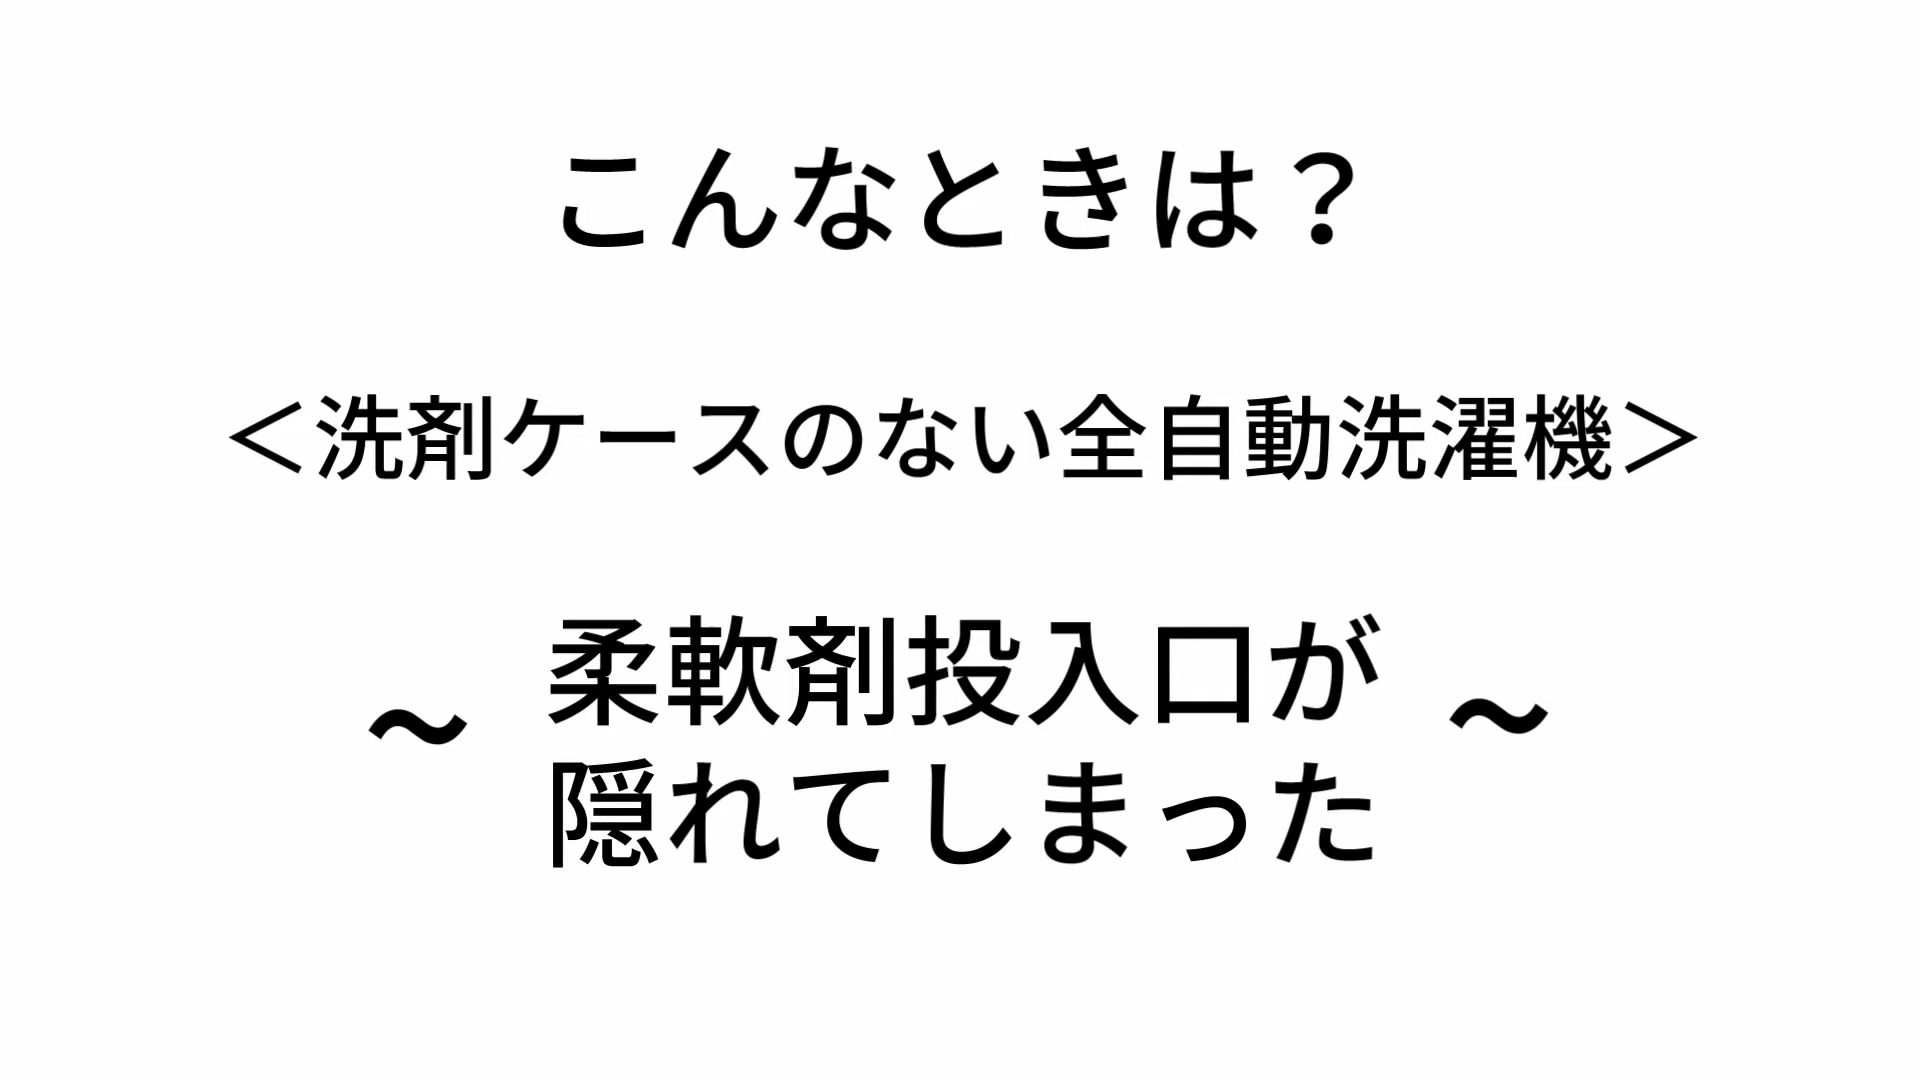 こんなときは？
＜洗剤ケースのない全自動洗濯機＞
柔軟剤投入口が
～ 隠れてしまった ～